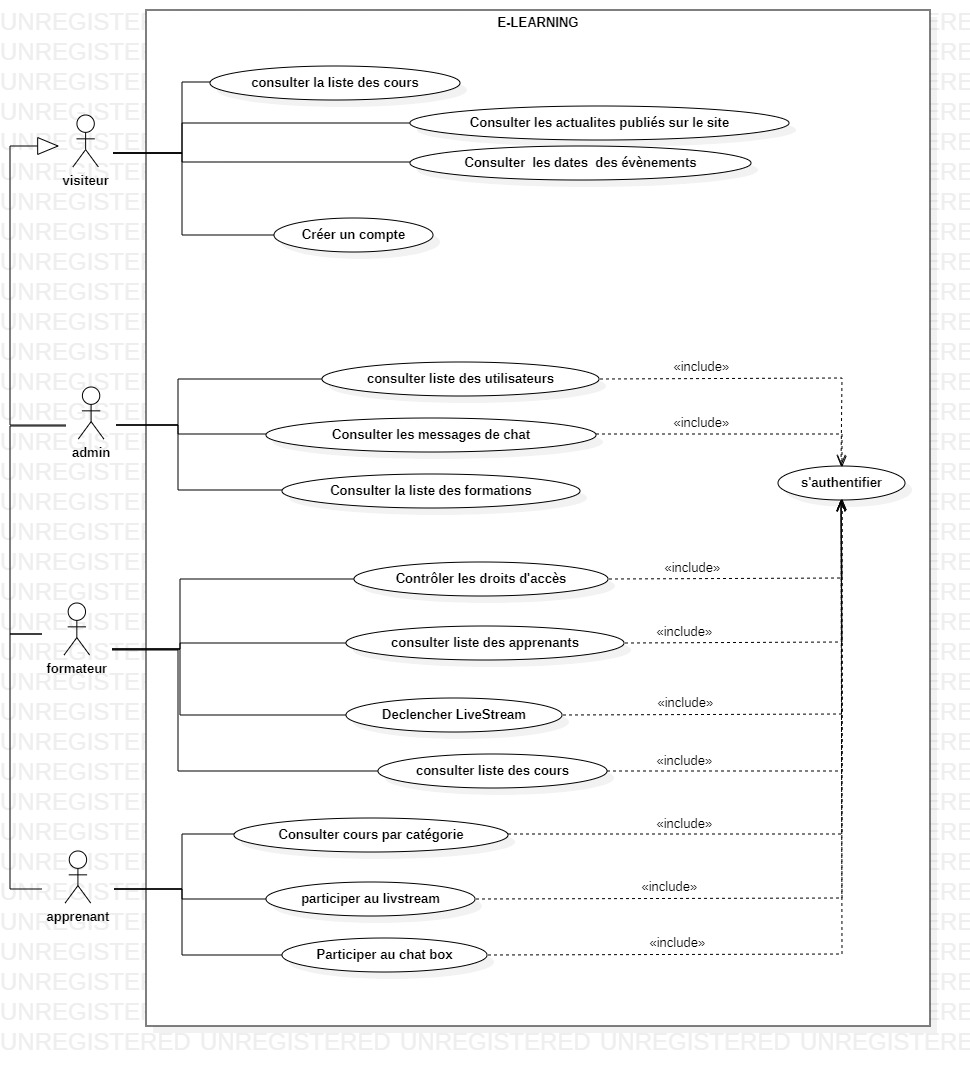 E-LEARNING
consulter la liste des cours
Consulter les actualites publiés sur le site
Consulter les dates des évènements
visiteur
Créer un compte
consulter liste des utilisateurs
«include»
Consulter les messages de chat
«include»
admin
Consulter la liste des formations
s'authentifier
Contrôler les droits d'accès
«include»
consulter liste des apprenants
«include»
formateur
Declencher LiveStream
«include»
consulter liste des cours
«include»
Consulter cours par catégorie
«include»
participer au livstream
«include»
apprenant
Participer au chat box
«include»
UNREGISTERED UNREGISTERED UNREGISTERED UNREGISTERED UNREGISTERE